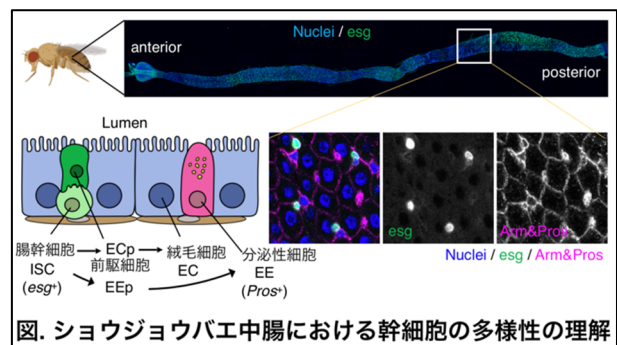 Nuclei / esg
anterior
posterior
Lumen
腸幹細胞
ISC
(esg+)
ECp
前駆細胞
EEp
絨毛細胞
EC
分泌性細胞
EE
(Pros+)
esg
Arm&Pros
Nuclei / esg / Arm&Pros
図. ショウジョウバエ中腸における幹細胞の多様性の理解